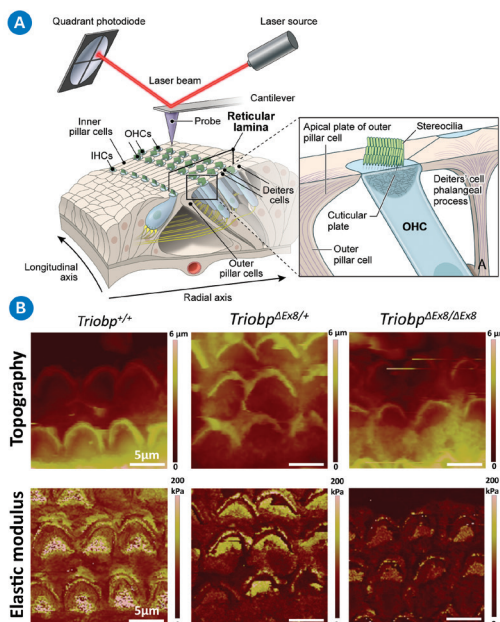 A
Quadrant photodiode
Laser source
Laser beam
Cantilever
Probe
Reticular
lamina
Inner
pillar cells
OHCs
IHCs
Deiters
cells
Outer
pillar cells
Longitudinal
axis
Radial axis
Apical plate of outer
pillar cell
Stereocilia
Deiters' cell
phalangeal
process
Cuticular
plate
OHC
Outer
pillar cell
A
B
Triobp+/+
TriobpΔEx8/+
TriobpΔEx8/ΔEx8
Topography
5µm
6 µm
0
6 µm
0
6 µm
0
Elastic modulus
5µm
200
kPa
0
200
kPa
0
200
kPa
0